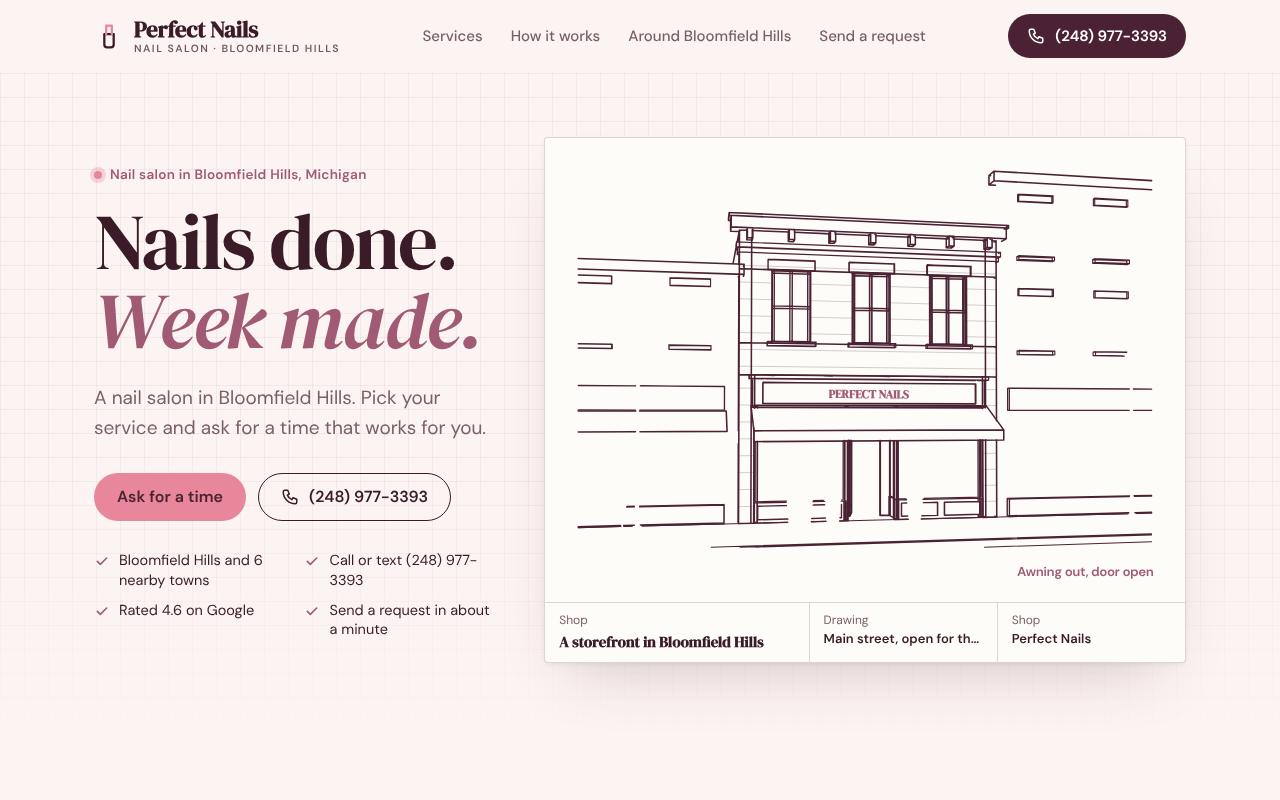 Perfect Nails
NAIL SALON · BLOOMFIELD HILLS
Services
How it works
Around Bloomfield Hills
Send a request
(248) 977-3393
Nail salon in Bloomfield Hills, Michigan
Nails done.
Week made.
A nail salon in Bloomfield Hills. Pick your
service and ask for a time that works for you.
Ask for a time
(248) 977-3393
Bloomfield Hills and 6
nearby towns
Call or text (248) 977-
3393
Rated 4.6 on Google
Send a request in about
a minute
PERFECT NAILS
Awning out, door open
Shop
A storefront in Bloomfield Hills
Drawing
Main street, open for th...
Shop
Perfect Nails